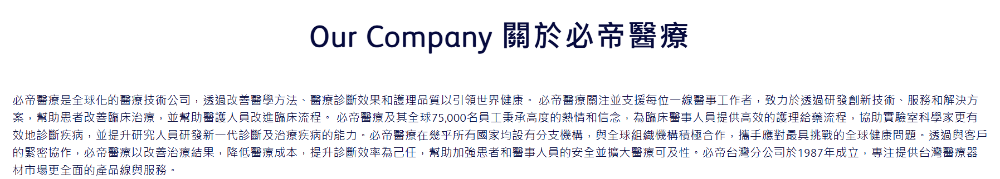 Our Company 關於必帝醫療
必帝醫療是全球化的醫療技術公司，透過改善醫學方法、醫療診斷效果和護理品質以引領世界健康。 必帝醫療關注並支援每位一線醫事工作者，致力於透過研發創新技術、服務和解決方
案，幫助患者改善臨床治療，並幫助醫護人員改進臨床流程。 必帝醫療及其全球75,000名員工秉承高度的熱情和信念，為臨床醫事人員提供高效的護理給藥流程，協助實驗室科學家更有
效地診斷疾病，並提升研究人員研發新一代診斷及治療疾病的能力。必帝醫療在幾乎所有國家均設有分支機構，與全球組織機構積極合作，攜手應對最具挑戰的全球健康問題。透過與客戶
的緊密協作，必帝醫療以改善治療結果，降低醫療成本，提升診斷效率為己任，幫助加強患者和醫事人員的安全並擴大醫療可及性。必帝台灣分公司於1987年成立，專注提供台灣醫療器
材市場更全面的產品線與服務。